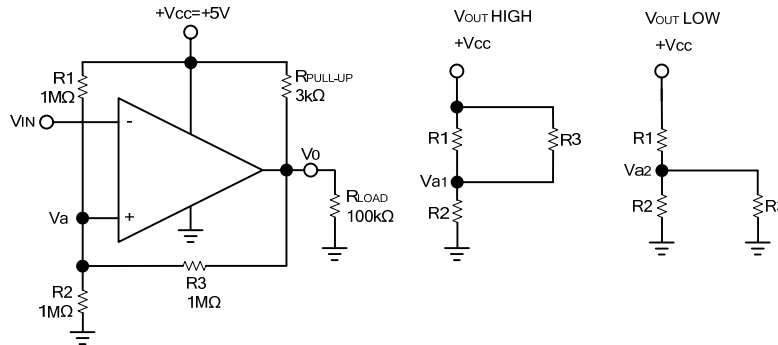 +VCC=+5V
R1
1MΩ
RPULL-UP
3kΩ
VIN
-
VO
Va
+
RLOAD
100kΩ
R2
1MΩ
R3
1MΩ
VOUT HIGH
+VCC
R1
R3
Va1
R2
VOUT LOW
+VCC
R1
Va2
R2